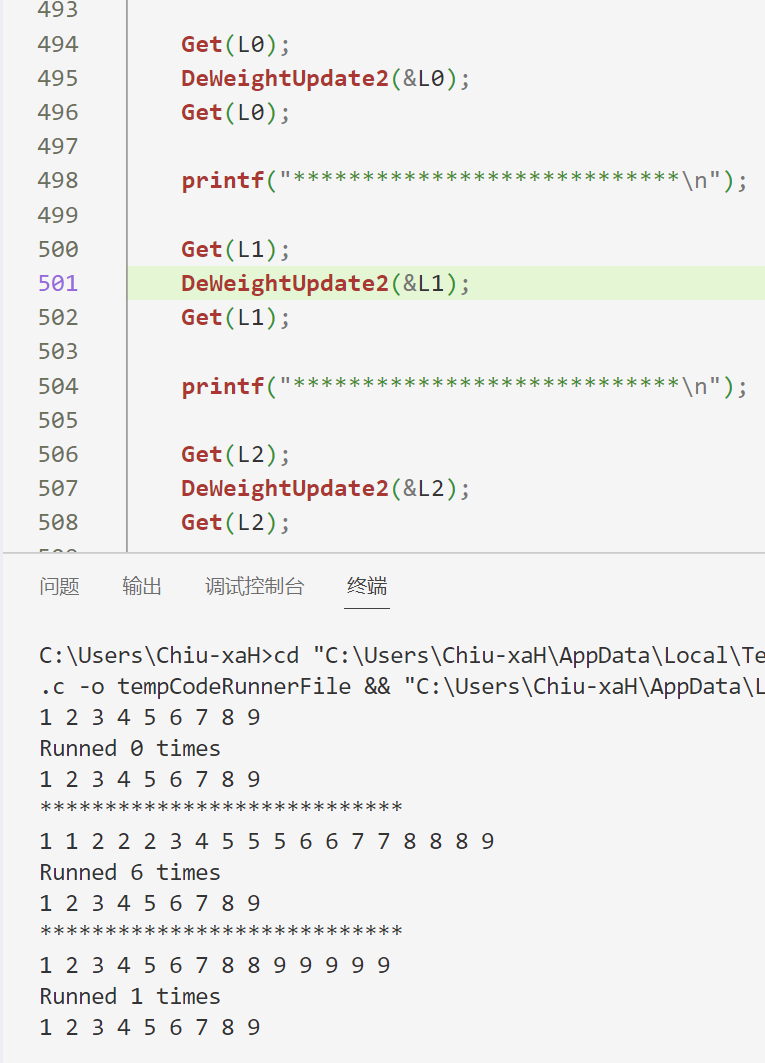 493
494 Get(L0);
495 DeWeightUpdate2(&L0);
496 Get(L0);
497
498 printf("****************************\n");
499
500 Get(L1);
501 DeWeightUpdate2(&L1);
502 Get(L1);
503
504 printf("****************************\n");
505
506 Get(L2);
507 DeWeightUpdate2(&L2);
508 Get(L2);
问题 输出 调试控制台 终端
C:\Users\Chiu-xaH>cd "C:\Users\Chiu-xaH\AppData\Local\Te
.c -o tempCodeRunnerFile && "C:\Users\Chiu-xaH\AppData\L
1 2 3 4 5 6 7 8 9
Runned 0 times
1 2 3 4 5 6 7 8 9
****************************
1 1 2 2 2 3 4 5 5 5 6 6 7 7 8 8 8 9
Runned 6 times
1 2 3 4 5 6 7 8 9
****************************
1 2 3 4 5 6 7 8 8 9 9 9 9 9
Runned 1 times
1 2 3 4 5 6 7 8 9